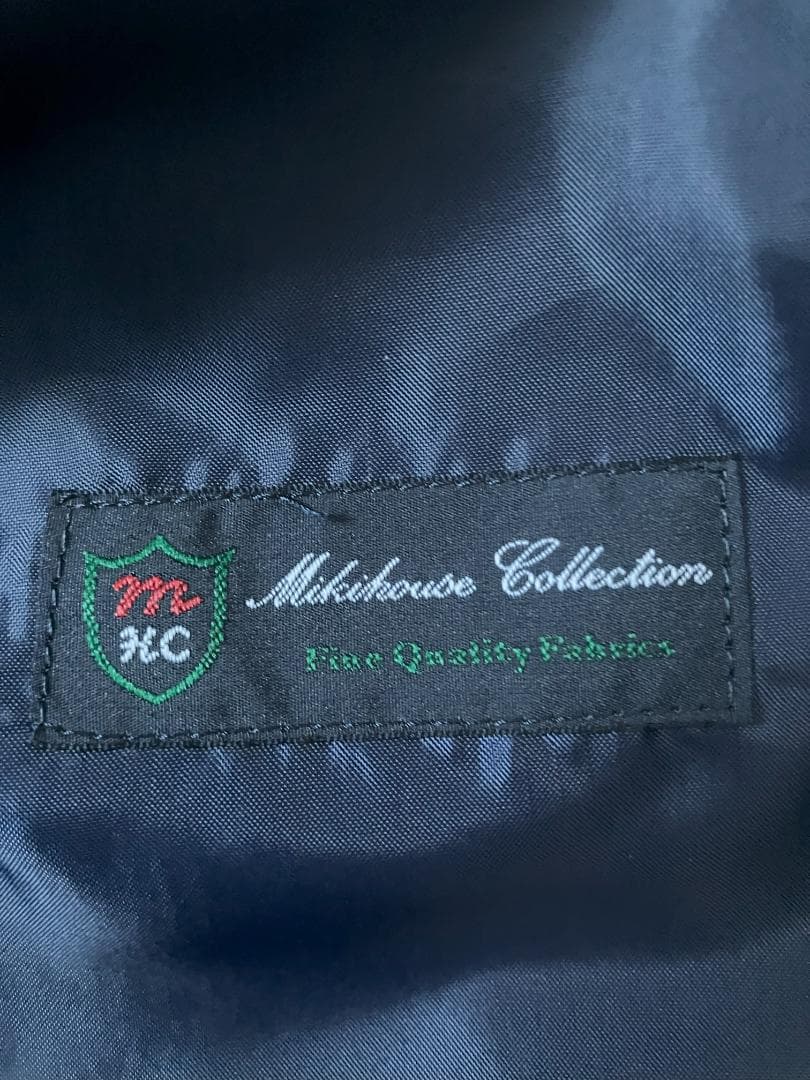 m
HC
Mikihouse Collection
Fine Quality Fabrics